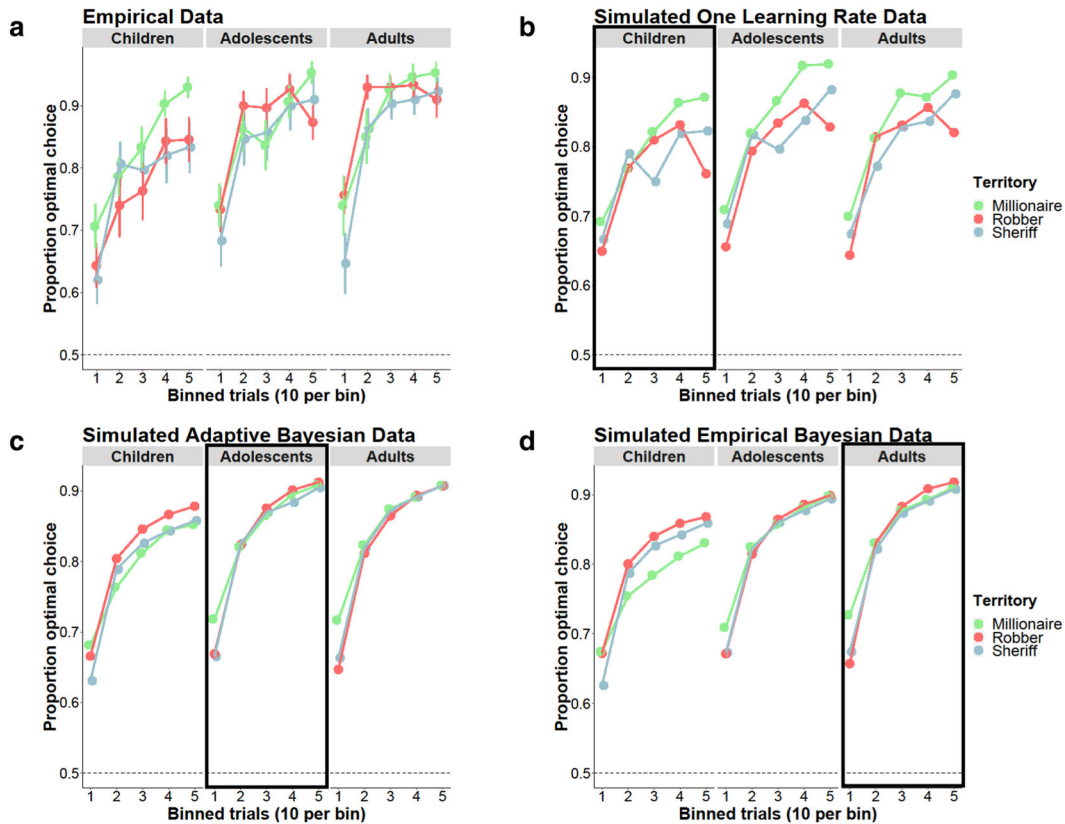 a
Empirical Data
Children Adolescents Adults
Proportion optimal choice
0.9
0.8
0.7
0.6
0.5
1 2 3 4 5 1 2 3 4 5 1 2 3 4 5
Binned trials (10 per bin)
b
Simulated One Learning Rate Data
Children Adolescents Adults
Proportion optimal choice
0.9
0.8
0.7
0.6
0.5
1 2 3 4 5 1 2 3 4 5 1 2 3 4 5
Binned trials (10 per bin)
Territory
Millionaire
Robber
Sheriff
c
Simulated Adaptive Bayesian Data
Children Adolescents Adults
Proportion optimal choice
0.9
0.8
0.7
0.6
0.5
1 2 3 4 5 1 2 3 4 5 1 2 3 4 5
Binned trials (10 per bin)
d
Simulated Empirical Bayesian Data
Children Adolescents Adults
Proportion optimal choice
0.9
0.8
0.7
0.6
0.5
1 2 3 4 5 1 2 3 4 5 1 2 3 4 5
Binned trials (10 per bin)
Territory
Millionaire
Robber
Sheriff